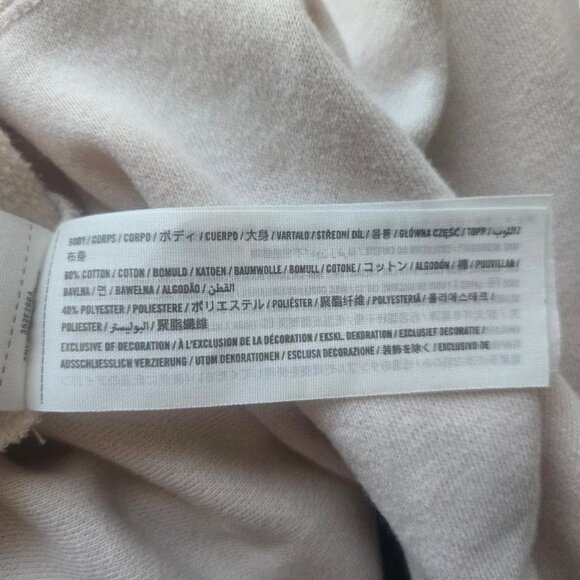 BODY / CORPS / CORPO / ボディ / CUERPO / 大身 / VARTALO / STŘEDNÍ DÍL / 몸통 / GŁÓWNA CZĘŚĆ / TOPP / الثوب /
布身
60% COTTON / COTON / BOMULD / KATOEN / BAUMWOLLE / BOMULL / COTONE / コットン / ALGODÓN / 棉 / PUUVILLAA /
BAVLNA / 면 / BAWEŁNA / ALGODÃO / القطن
40% POLYESTER / POLIESTERE / ポリエステル / POLIÉSTER / 聚酯纤维 / POLYESTERIÄ / 폴리에스테르 /
POLIESTER / البوليستر / 聚酯纖維
EXCLUSIVE OF DECORATION / À L'EXCLUSION DE LA DÉCORATION / EKSKL. DEKORATION / EXCLUSIEF DECORATIE /
AUSSCHLIESSLICH VERZIERUNG / UTOM DEKORATIONEN / ESCLUSA DECORAZIONE / 装飾を除く / EXCLUSIVO DE